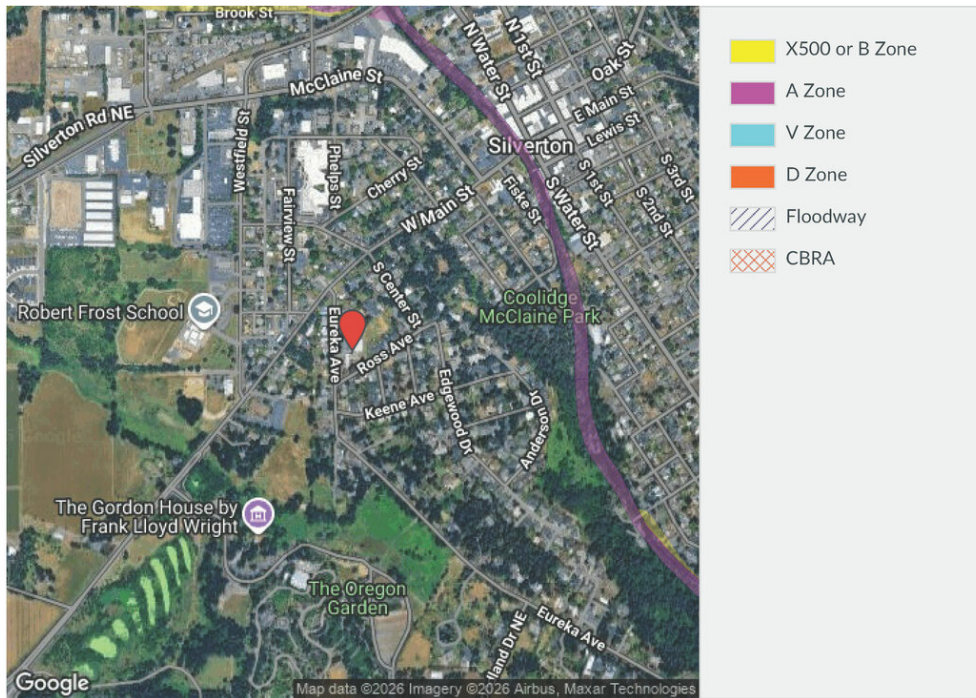 Brook St
McClaine St
Silverton Rd NE
Westfield St
Phelps St
Fairview St
Cherry St
W Main St
N Water St
N 1st St
Oak St
E Main St
Lewis St
Silverton
S 1st St
S 2nd St
S 3rd St
Fiske St
S Water St
S Center St
Coolidge
McClaine Park
Robert Frost School
Eureka Ave
Ross Ave
Keene Ave
Edgewood Dr
Anderson Dr
The Gordon House by
Frank Lloyd Wright
The Oregon
Garden
Eureka Ave
lland Dr NE
Google
Google
Map data ©2026 Imagery ©2026 Airbus, Maxar Technologies
X500 or B Zone
A Zone
V Zone
D Zone
Floodway
CBRA